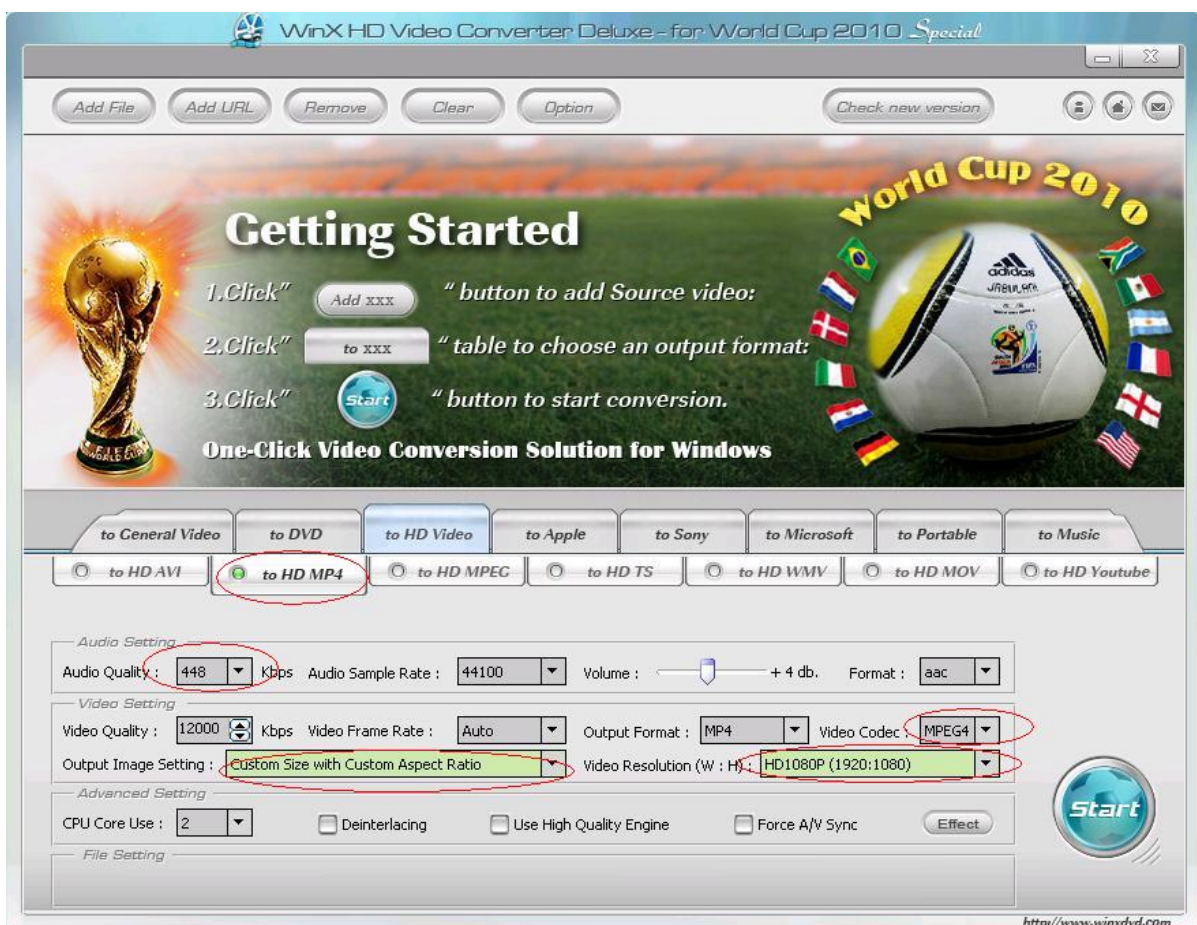 WinX HD Video Converter Deluxe - for World Cup 2010 Special
Add File Add URL Remove Clear Option Check new version
World Cup 2010
Getting Started
1.Click" Add xxx " button to add Source video:
2.Click" to xxx " table to choose an output format:
3.Click" Start " button to start conversion.
One-Click Video Conversion Solution for Windows
adidas
JABULANI
FIFA
WORLD CUP
to General Video to DVD to HD Video to Apple to Sony to Microsoft to Portable to Music
to HD AVI to HD MP4 to HD MPEG to HD TS to HD WMV to HD MOV to HD Youtube
Audio Setting
Audio Quality : 448 Kbps Audio Sample Rate : 44100 Volume : + 4 db. Format : aac
Video Setting
Video Quality : 12000 Kbps Video Frame Rate : Auto Output Format : MP4 Video Codec : MPEG4
Output Image Setting : Custom Size with Custom Aspect Ratio Video Resolution (W : H) : HD1080P (1920:1080)
Advanced Setting
CPU Core Use : 2 Deinterlacing Use High Quality Engine Force A/V Sync Effect
Start
File Setting
http://www.winxdvd.com